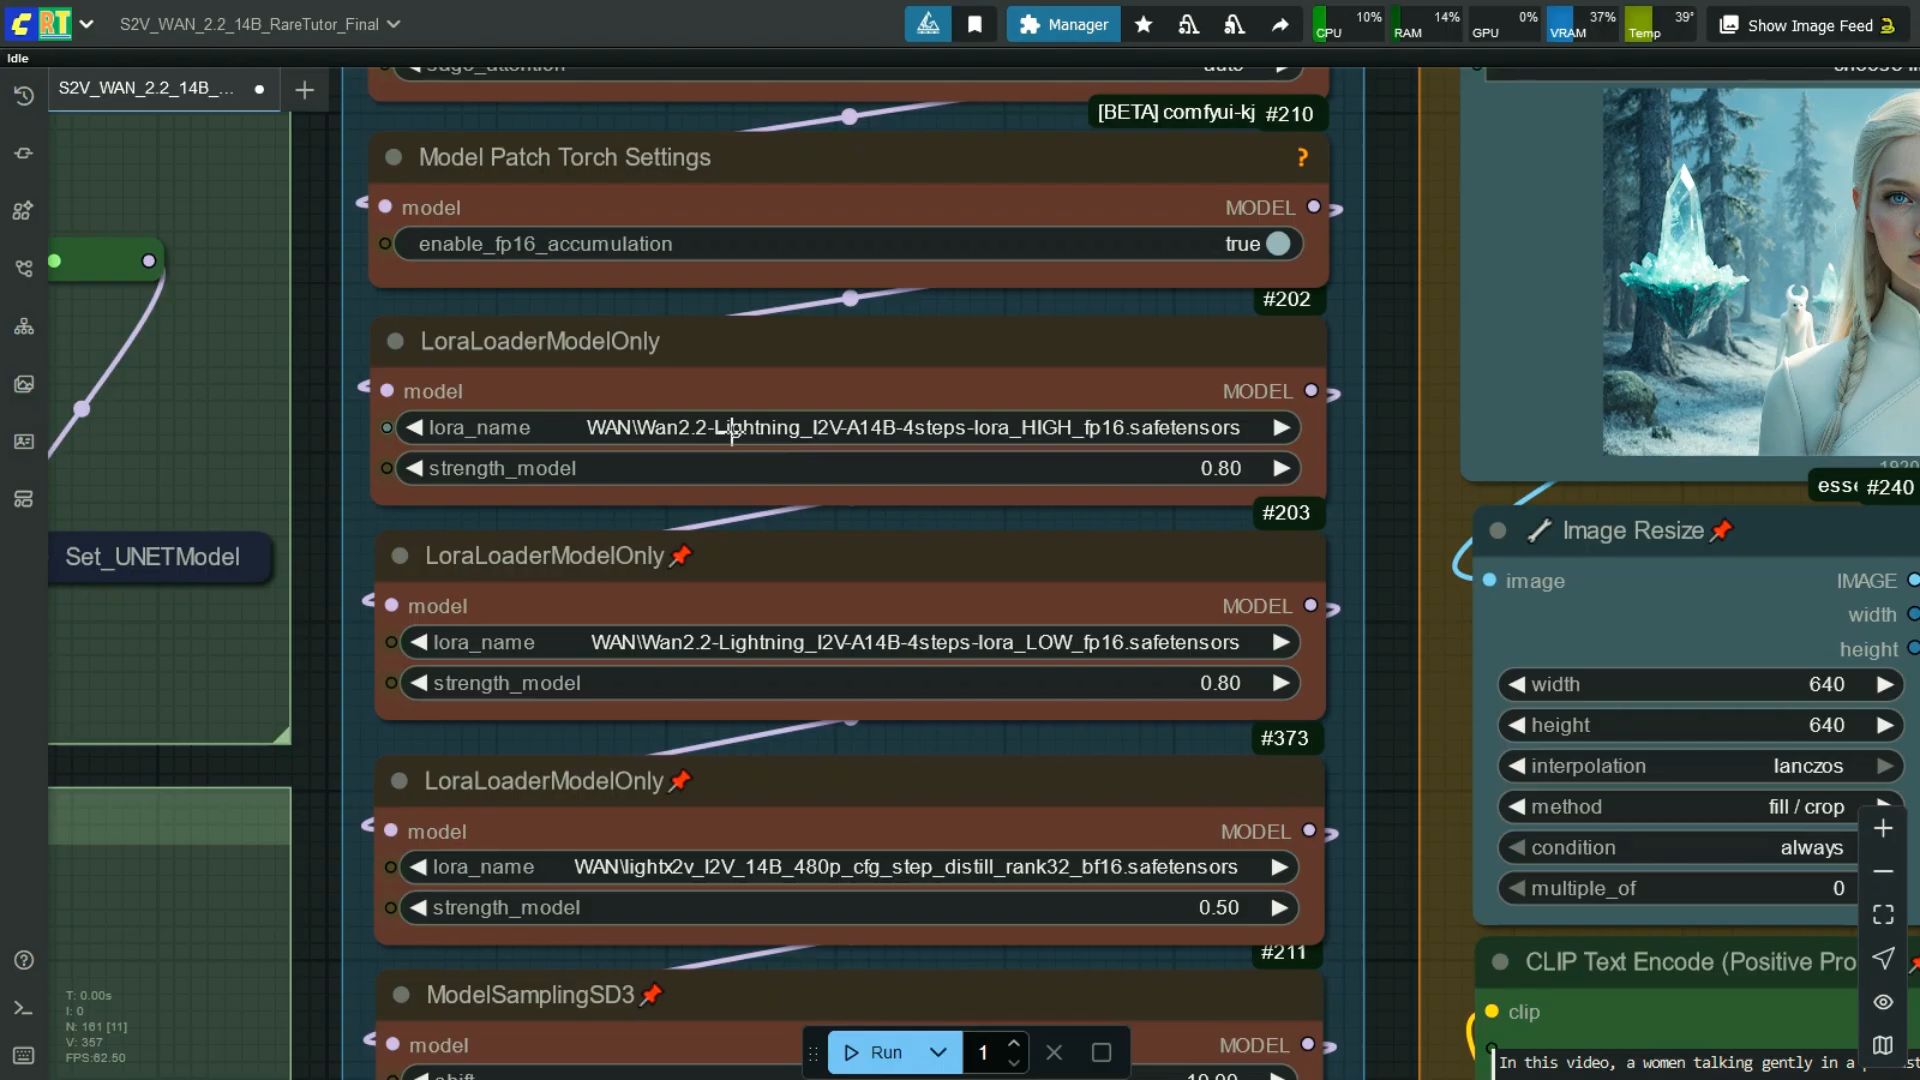 C RT
S2V_WAN_2.2_14B_RareTutor_Final
Manager
10%
CPU
14%
RAM
0%
GPU
37%
VRAM
39°
Temp
Show Image Feed
Idle
S2V_WAN_2.2_14B_...
[BETA] comfyui-kj #210
Model Patch Torch Settings
?
model MODEL
enable_fp16_accumulation true
#202
LoraLoaderModelOnly
model MODEL
lora_name WAN\Wan2.2-Lightning_I2V-A14B-4steps-lora_HIGH_fp16.safetensors
strength_model 0.80
#203
LoraLoaderModelOnly
model MODEL
lora_name WAN\Wan2.2-Lightning_I2V-A14B-4steps-lora_LOW_fp16.safetensors
strength_model 0.80
#373
LoraLoaderModelOnly
model MODEL
lora_name WAN\lightx2v_I2V_14B_480p_cfg_step_distill_rank32_bf16.safetensors
strength_model 0.50
#211
ModelSamplingSD3
model MODEL
Set_UNETModel
T: 0.00s
I: 0
N: 161 [11]
V: 357
FPS:62.50
Run
1
#240
Image Resize
image IMAGE
width
height
width 640
height 640
interpolation lanczos
method fill / crop
condition always
multiple_of 0
CLIP Text Encode (Positive Pro
clip
In this video, a women talking gently in a